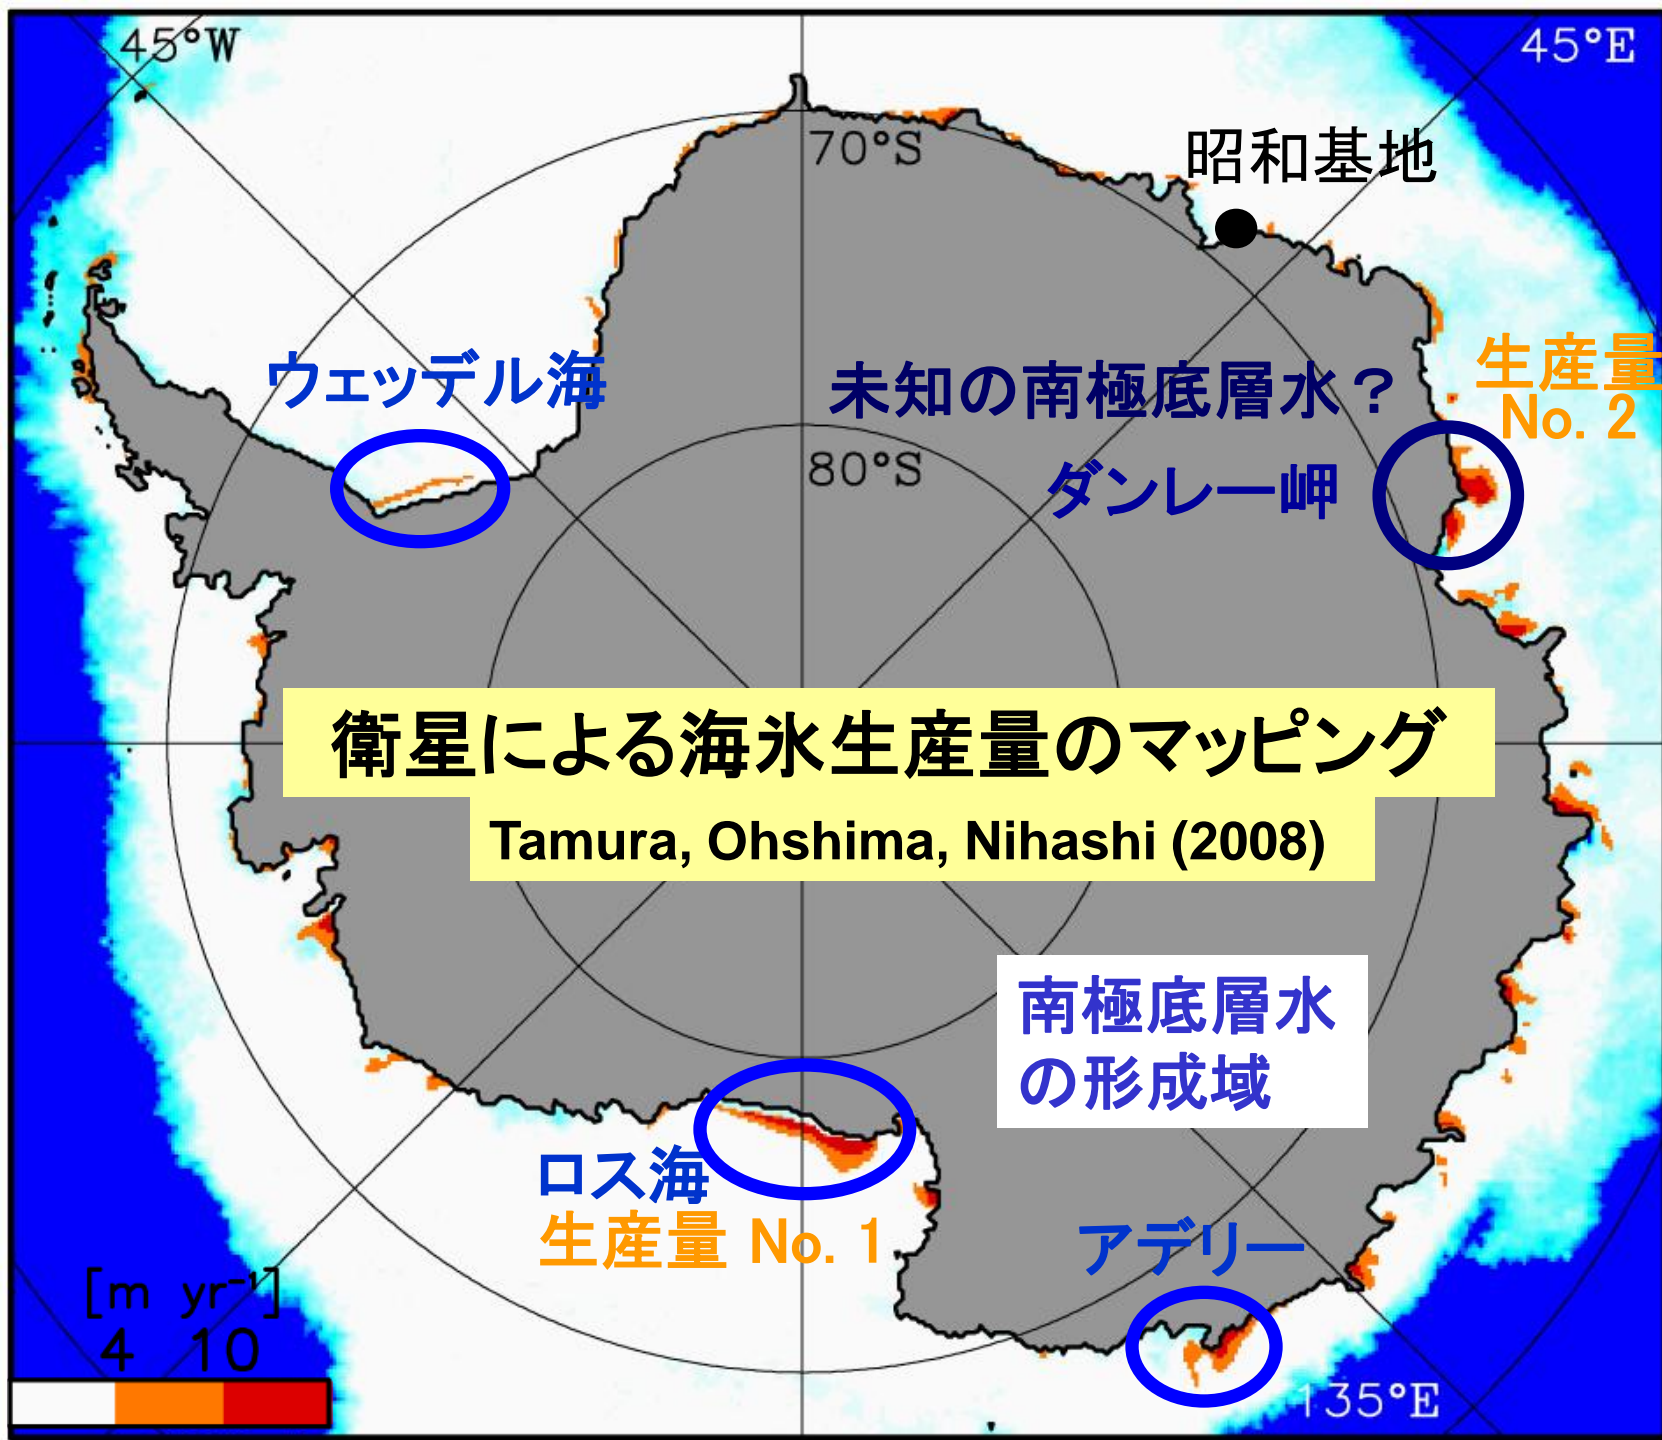 45°W
45°E
70°S
昭和基地
ウェッデル海
未知の南極底層水？
生産量
No. 2
80°S
ダンレー岬
衛星による海氷生産量のマッピング
Tamura, Ohshima, Nihashi (2008)
南極底層水
の形成域
ロス海
生産量 No. 1
アデリー
[m yr⁻¹]
4 10
135°E